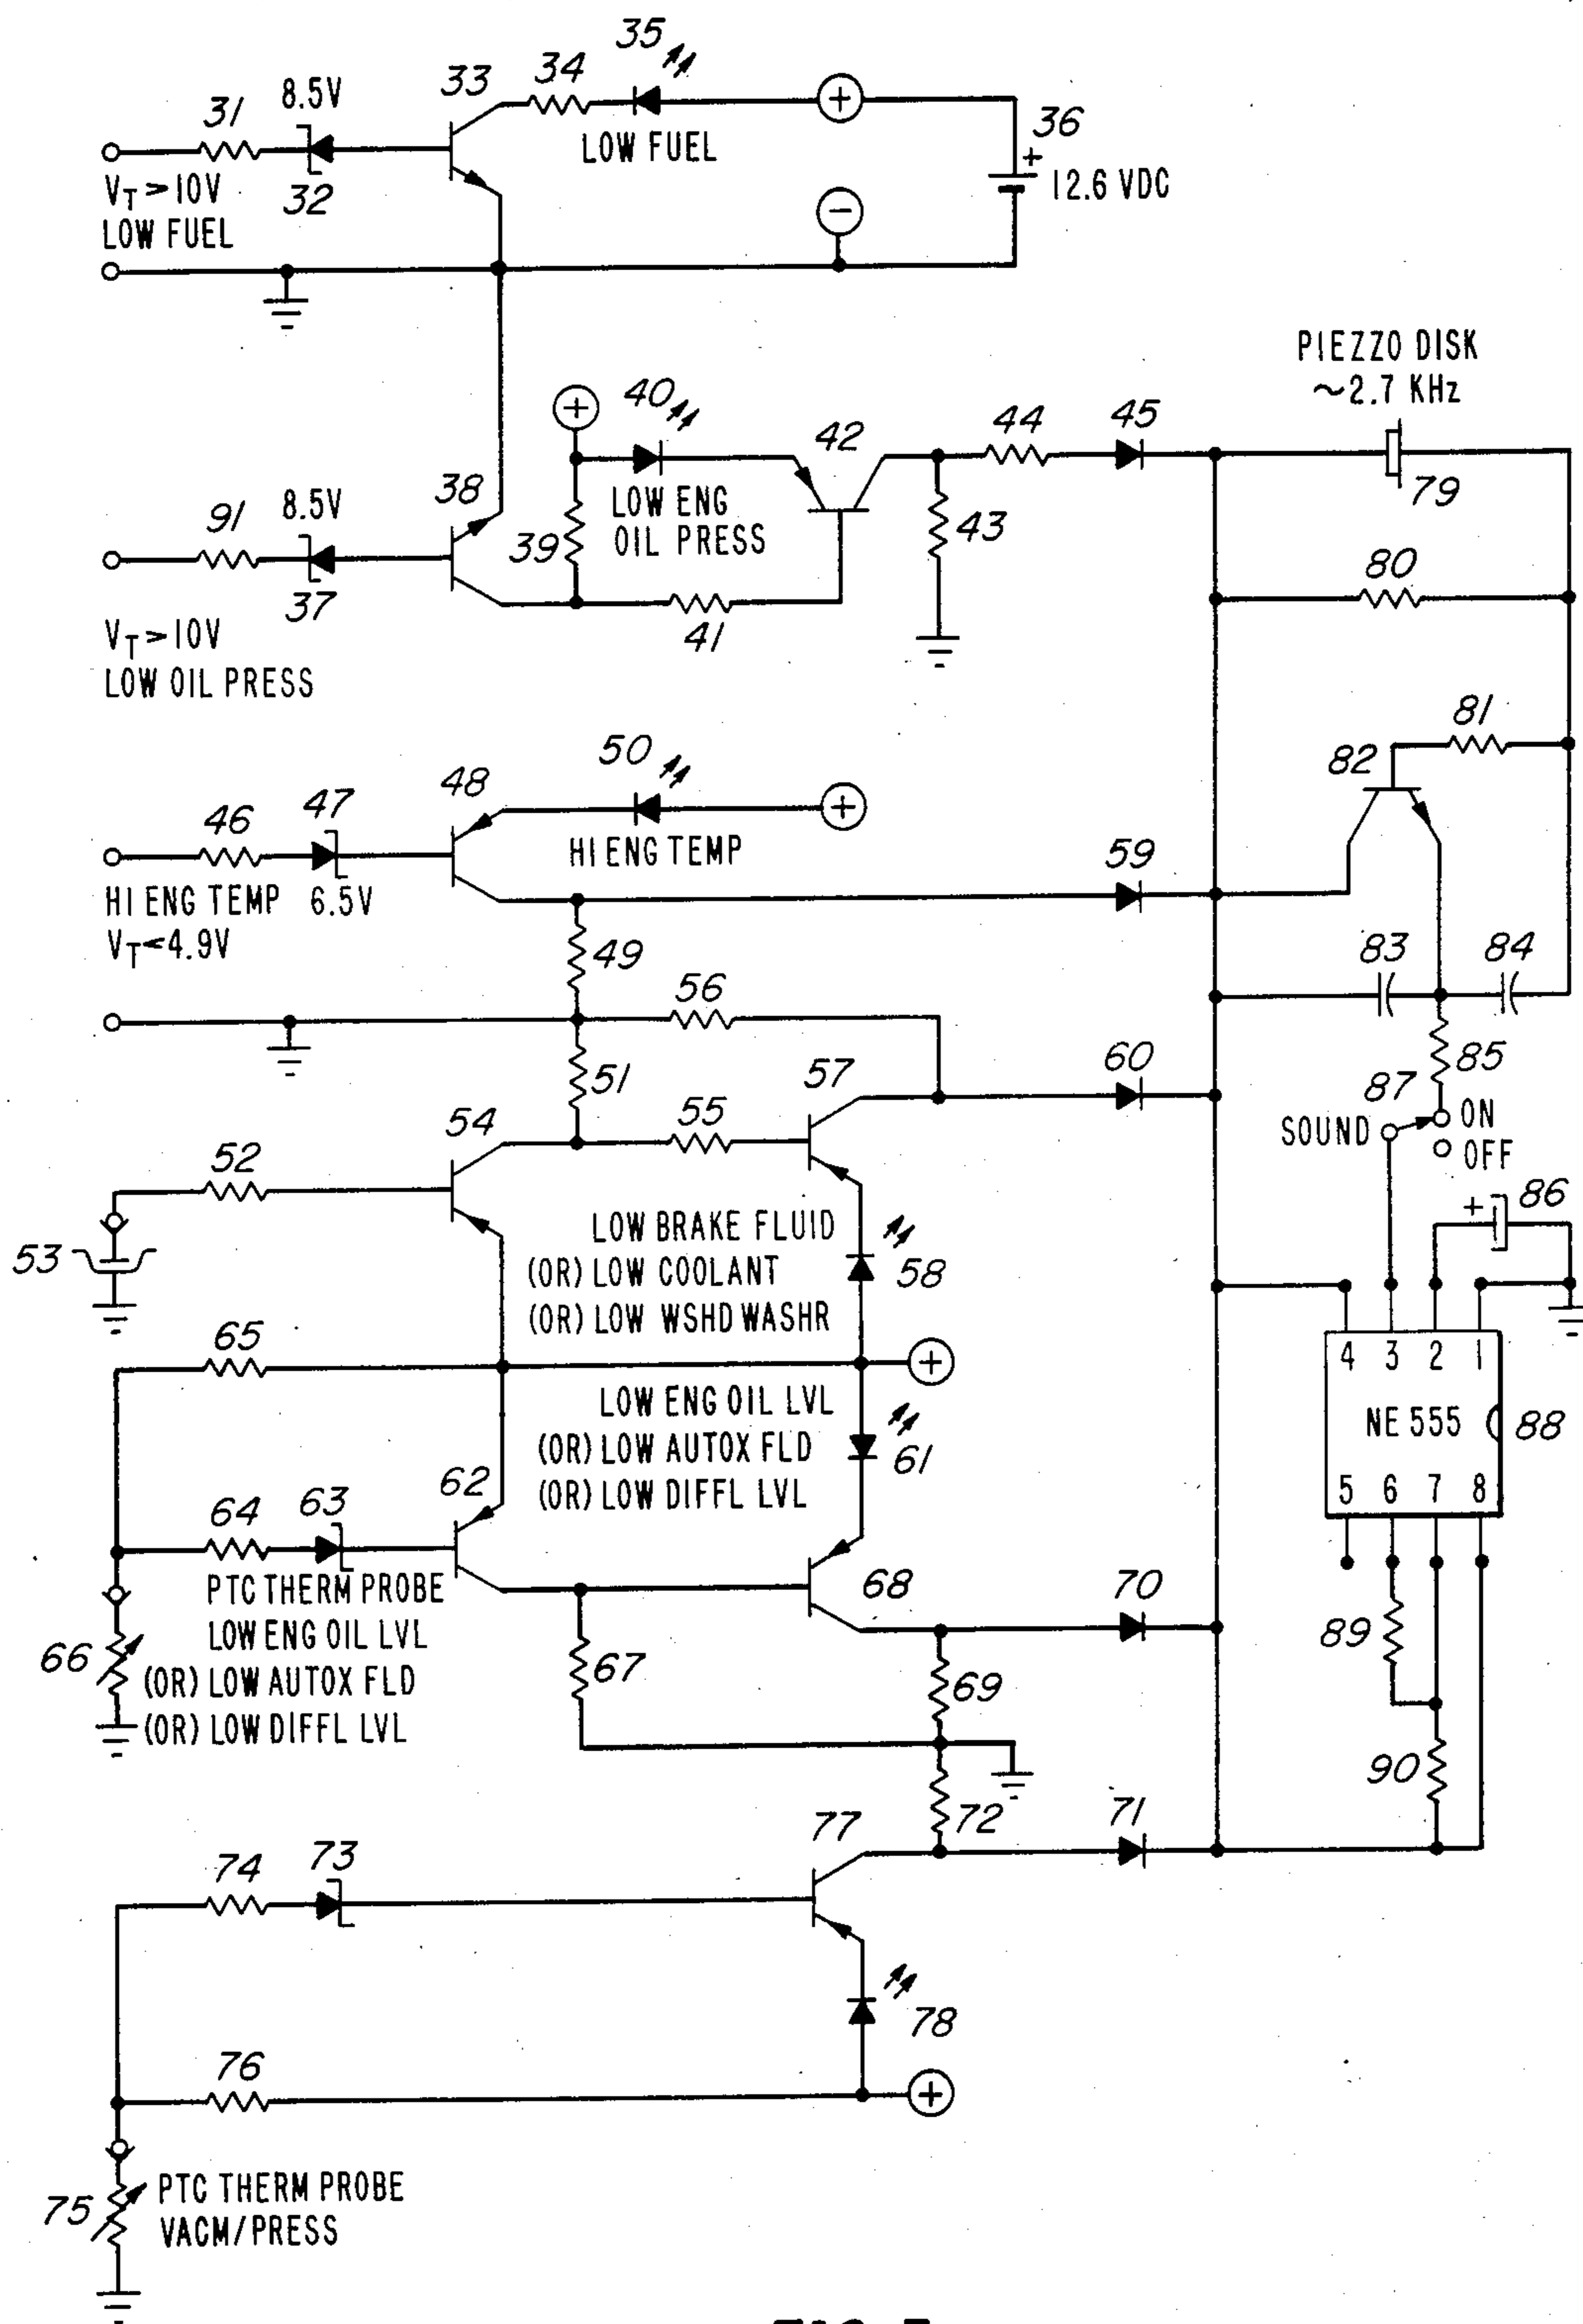 35
33
34
8.5V
31
36
+
+
LOW FUEL
12.6 VDC
32
VT>10V
LOW FUEL
−
PIEZZO DISK
~2.7 KHz
+
40
42
44
45
79
LOW ENG
OIL PRESS
38
8.5V
91
39
43
80
37
41
VT>10V
LOW OIL PRESS
81
82
50
48
47
46
+
HI ENG TEMP
59
HI ENG TEMP 6.5V
VT<4.9V
49
83
84
56
51
57
60
85
87
ON
SOUND
OFF
54
55
52
86
+
53
LOW BRAKE FLUID
(OR) LOW COOLANT
(OR) LOW WSHD WASHR
58
65
+
4 3 2 1
NE 555
88
5 6 7 8
LOW ENG OIL LVL
(OR) LOW AUTOX FLD
(OR) LOW DIFFL LVL
61
62
63
64
PTC THERM PROBE
LOW ENG OIL LVL
(OR) LOW AUTOX FLD
(OR) LOW DIFFL LVL
66
68
70
67
69
89
90
72
71
77
73
74
78
76
+
75
PTC THERM PROBE
VACM/PRESS